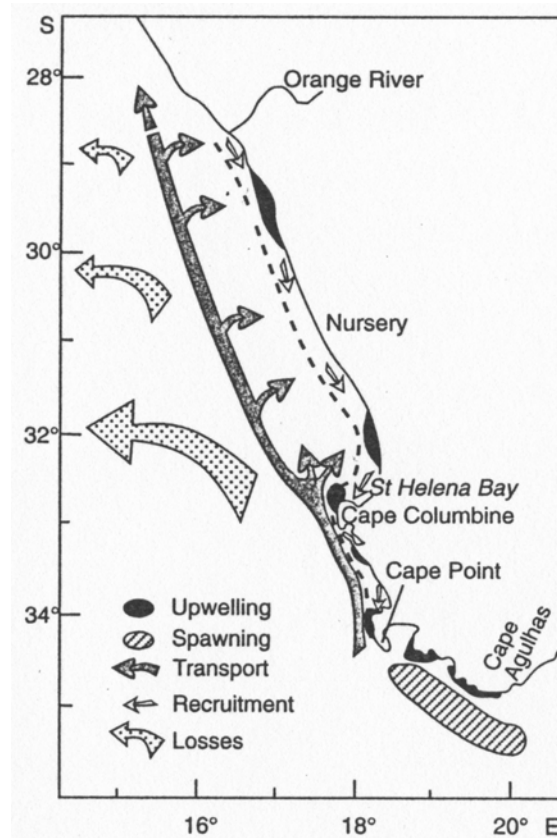 S
28°
Orange River
30°
Nursery
32°
St Helena Bay
Cape Columbine
Cape Point
34°
Upwelling
Spawning
Transport
Recruitment
Losses
Cape
Agulhas
16°
18°
20° E